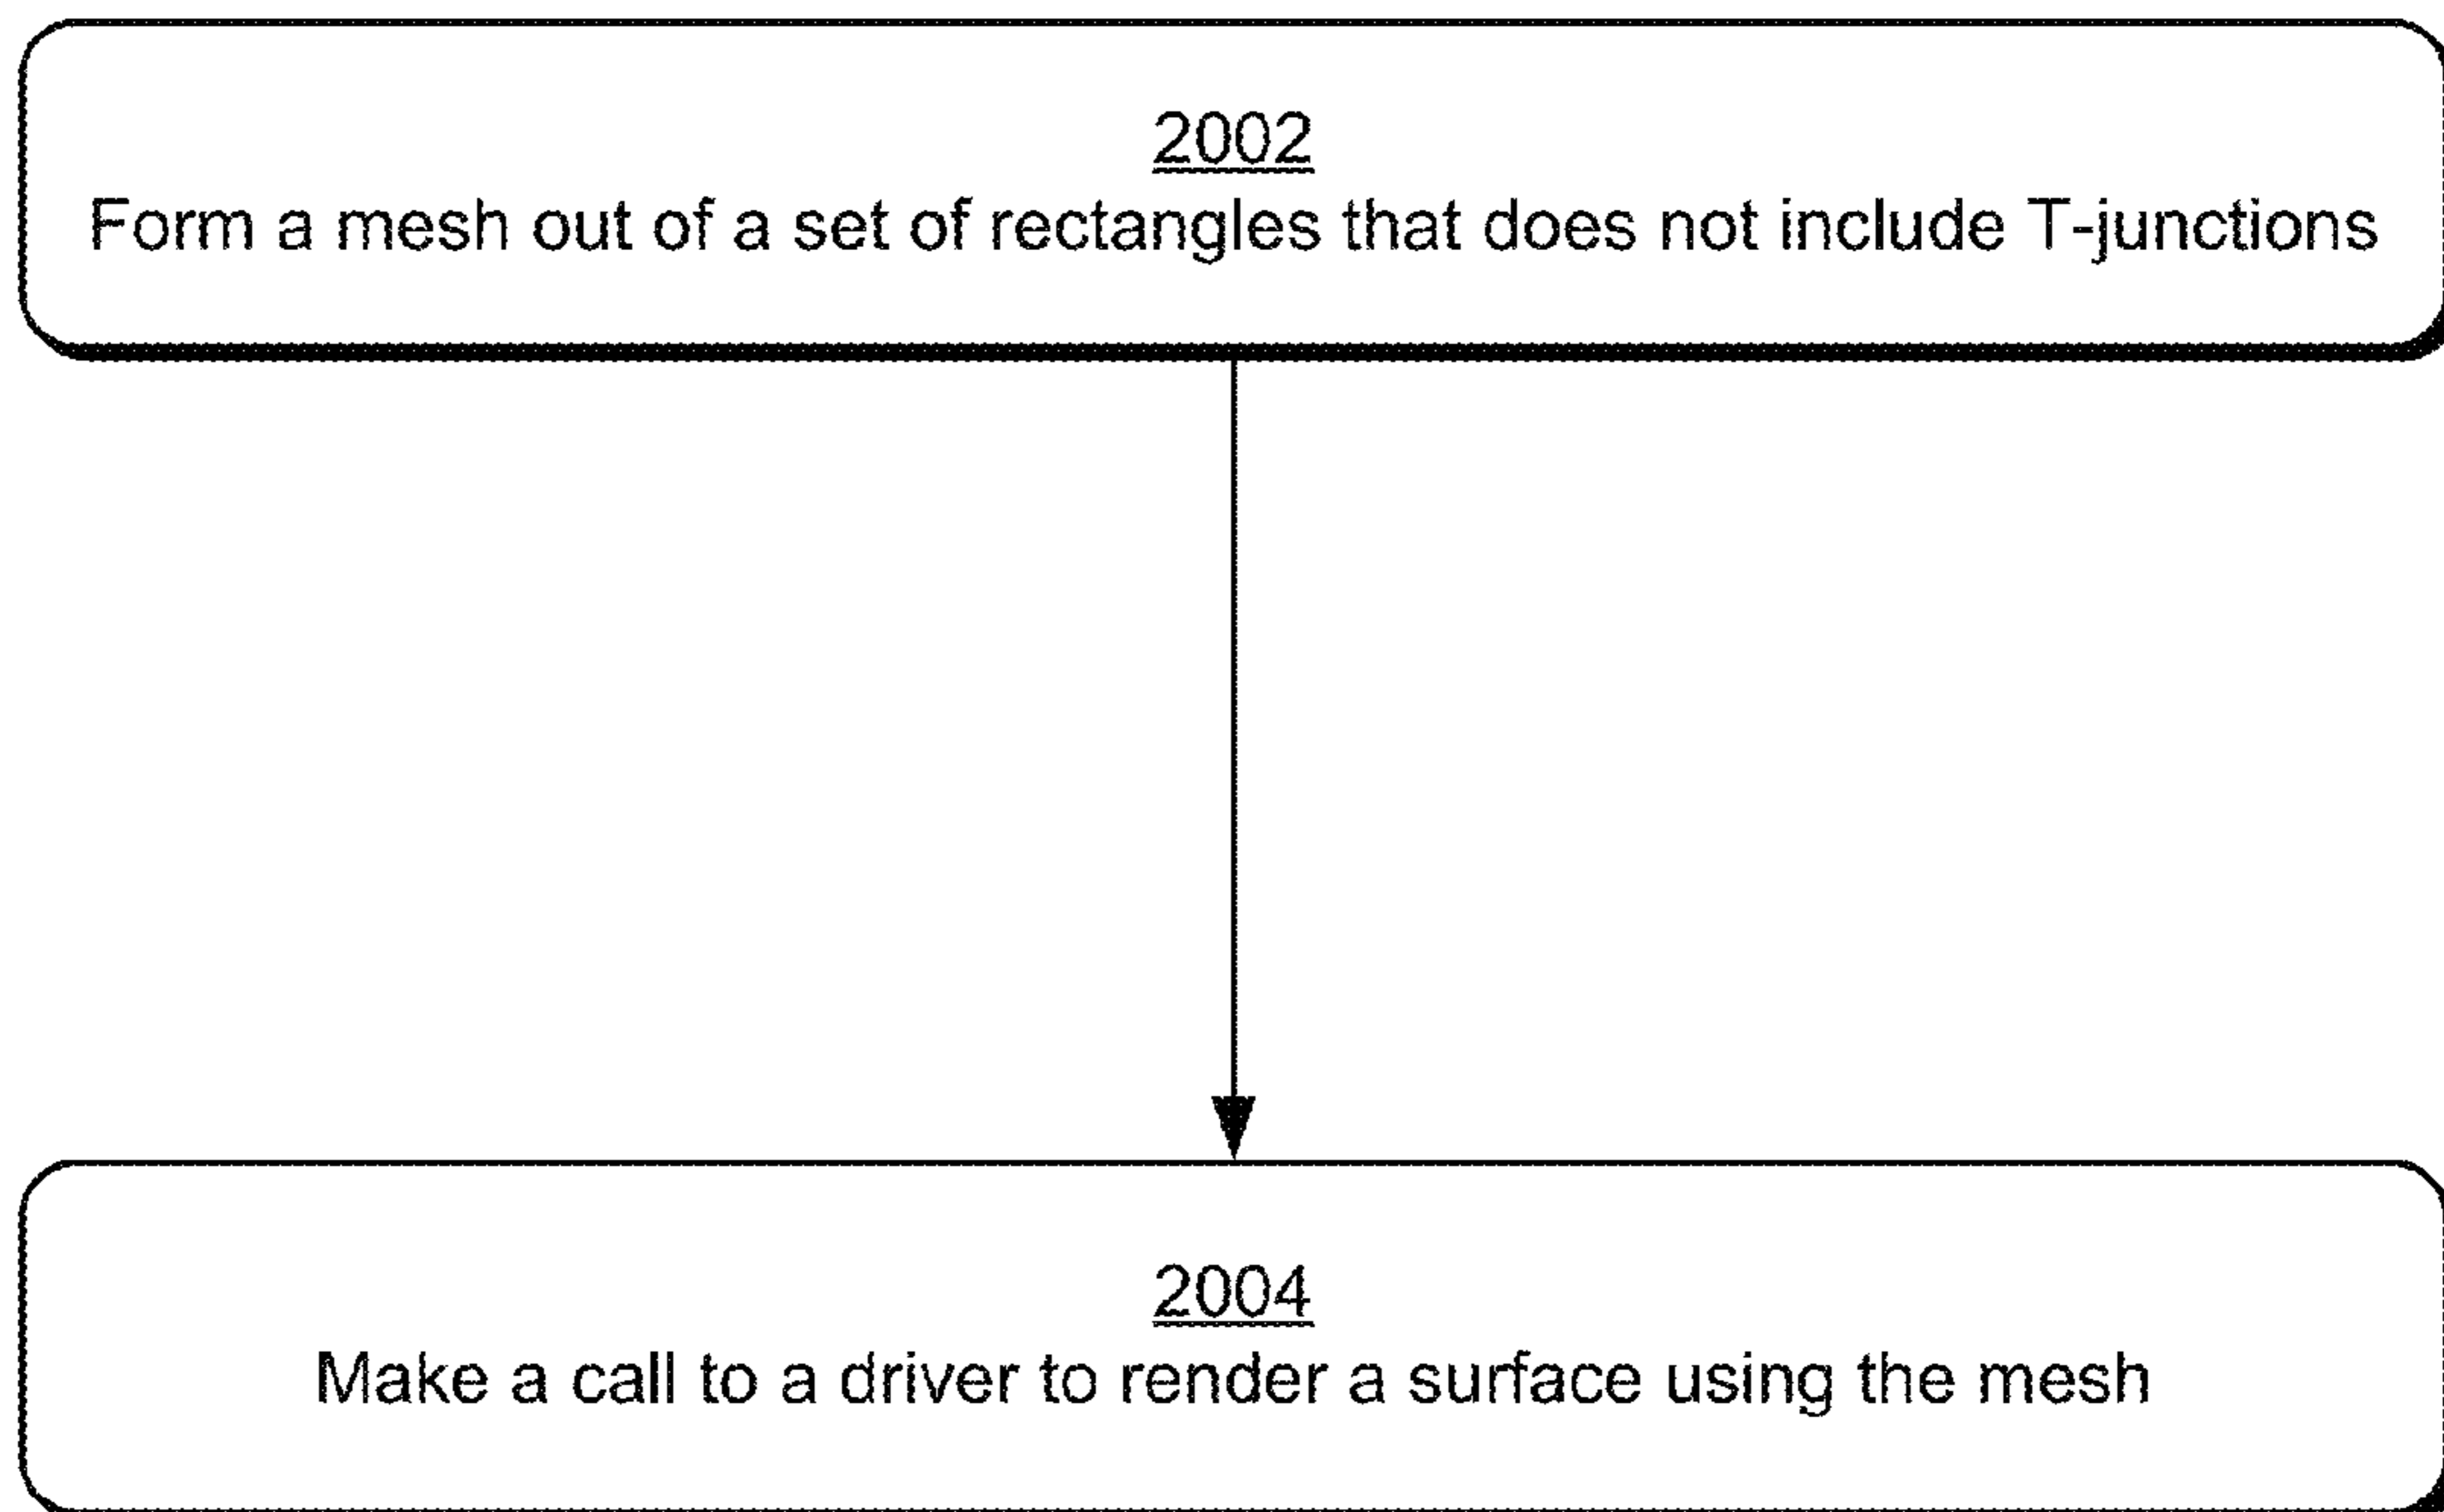 2002
Form a mesh out of a set of rectangles that does not include T-junctions
2004
Make a call to a driver to render a surface using the mesh